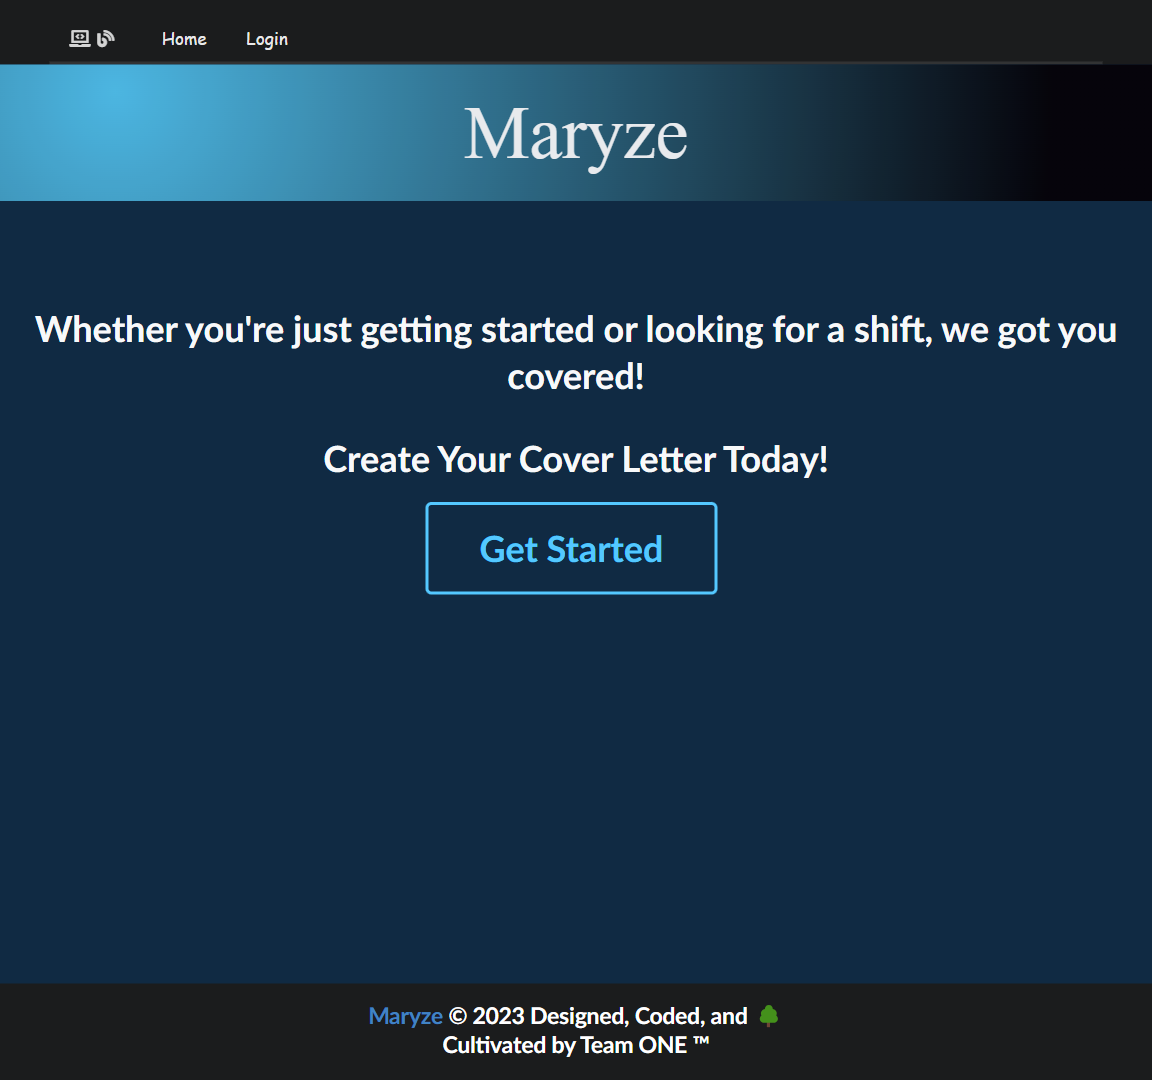 Home Login
Maryze
Whether you're just getting started or looking for a shift, we got you
covered!
Create Your Cover Letter Today!
Get Started
Maryze © 2023 Designed, Coded, and
Cultivated by Team ONE ™